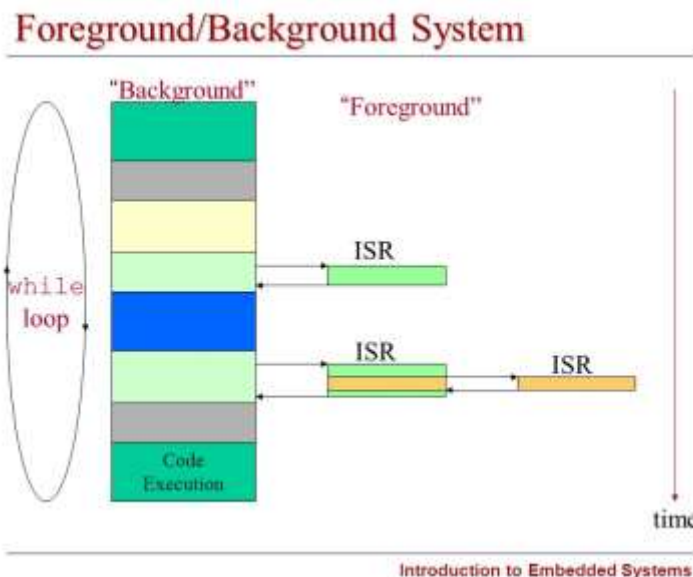 Foreground/Background System
“Background”
“Foreground”
ISR
while
loop
ISR
ISR
Code
Execution
time
Introduction to Embedded Systems